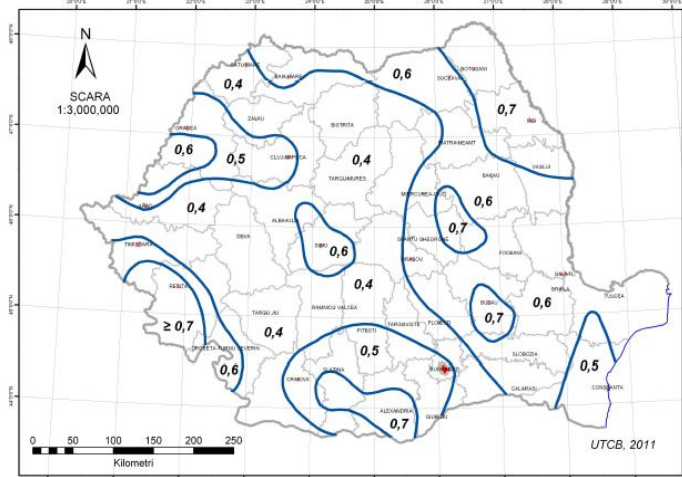 N
SCARA
1:3,000,000
SATU MARE
BAIA MARE
SUCEAVA
BOTOSANI
0,4
0,6
0,7
IASI
ZALAU
BISTRITA
ORADEA
0,6
0,5
CLUJ-NAPOCA
0,4
PIATRA NEAMT
VASLUI
TARGU MURES
BACAU
MIERCUREA-CIUC
0,6
ARAD
0,4
ALBA IULIA
0,7
TIMISOARA
DEVA
SIBIU
0,6
SFANTU GHEORGHE
BRASOV
FOCSANI
GALATI
RESITA
0,4
BUZAU
0,6
BRAILA
TULCEA
≥ 0,7
TARGU JIU
RAMNICU VALCEA
0,7
0,4
PITESTI
TARGOVISTE
PLOIESTI
DROBETA-TURNU SEVERIN
0,5
SLOBOZIA
0,6
CRAIOVA
SLATINA
BUCURESTI
0,5
CALARASI
CONSTANTA
ALEXANDRIA
0,7
GIURGIU
0 50 100 150 200 250
Kilometri
UTCB, 2011